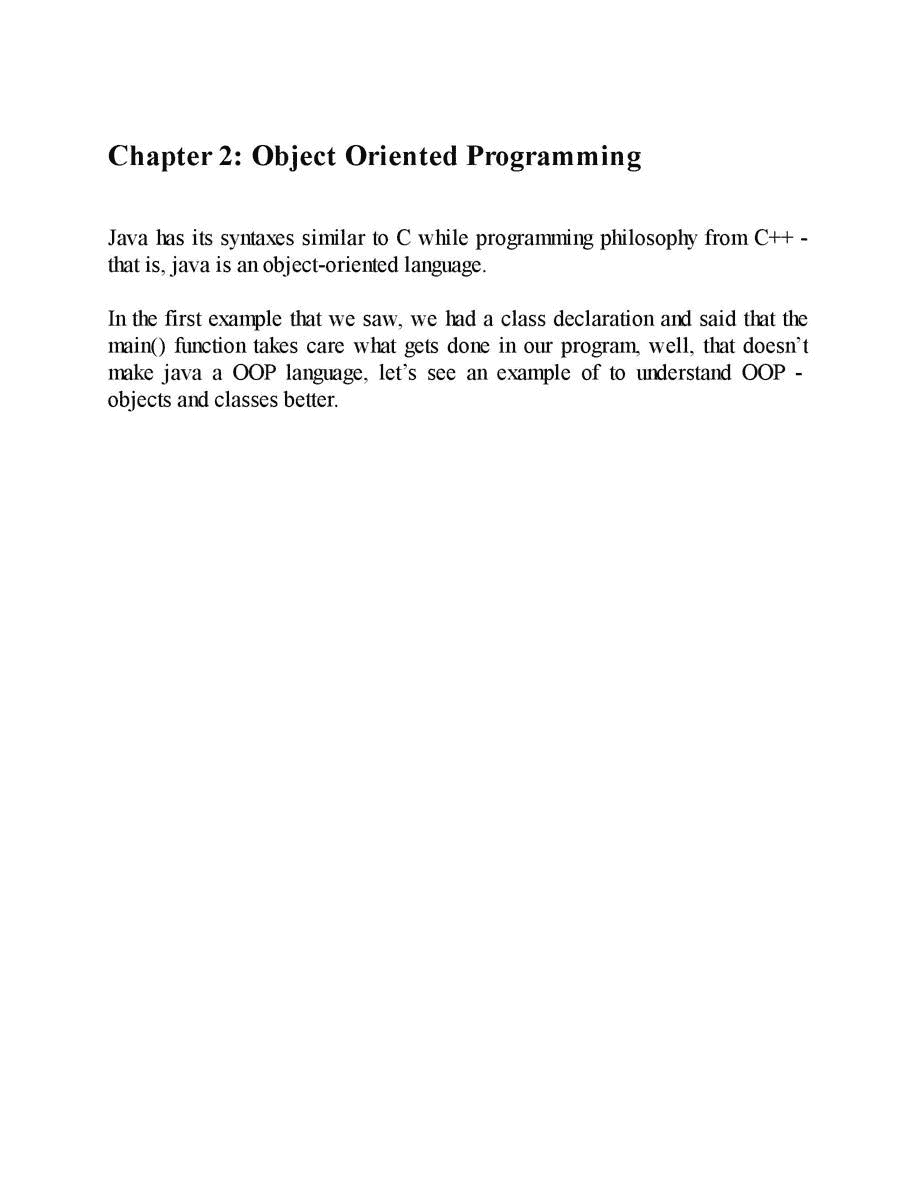 Chapter 2: Object Oriented Programming
Java has its syntaxes similar to C while programming philosophy from C++ -
that is, java is an object-oriented language.
In the first example that we saw, we had a class declaration and said that the
main() function takes care what gets done in our program, well, that doesn’t
make java a OOP language, let’s see an example of to understand OOP -
objects and classes better.